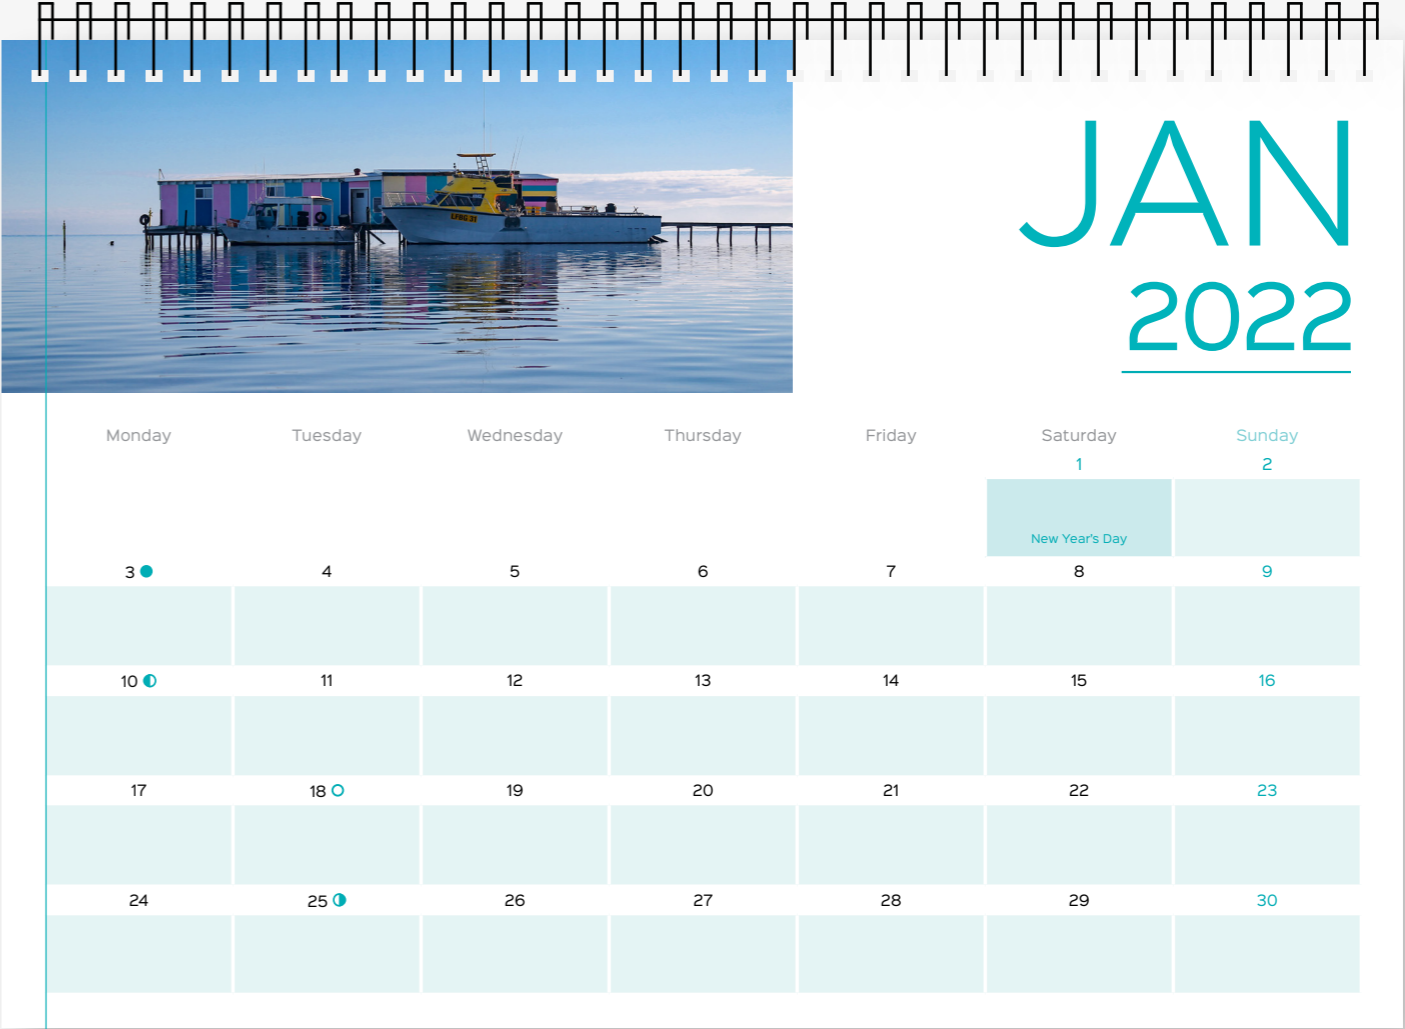 LFBG 31
JAN
2022
Monday Tuesday Wednesday Thursday Friday Saturday Sunday
1 2
New Year's Day
3 4 5 6 7 8 9
10 11 12 13 14 15 16
17 18 19 20 21 22 23
24 25 26 27 28 29 30